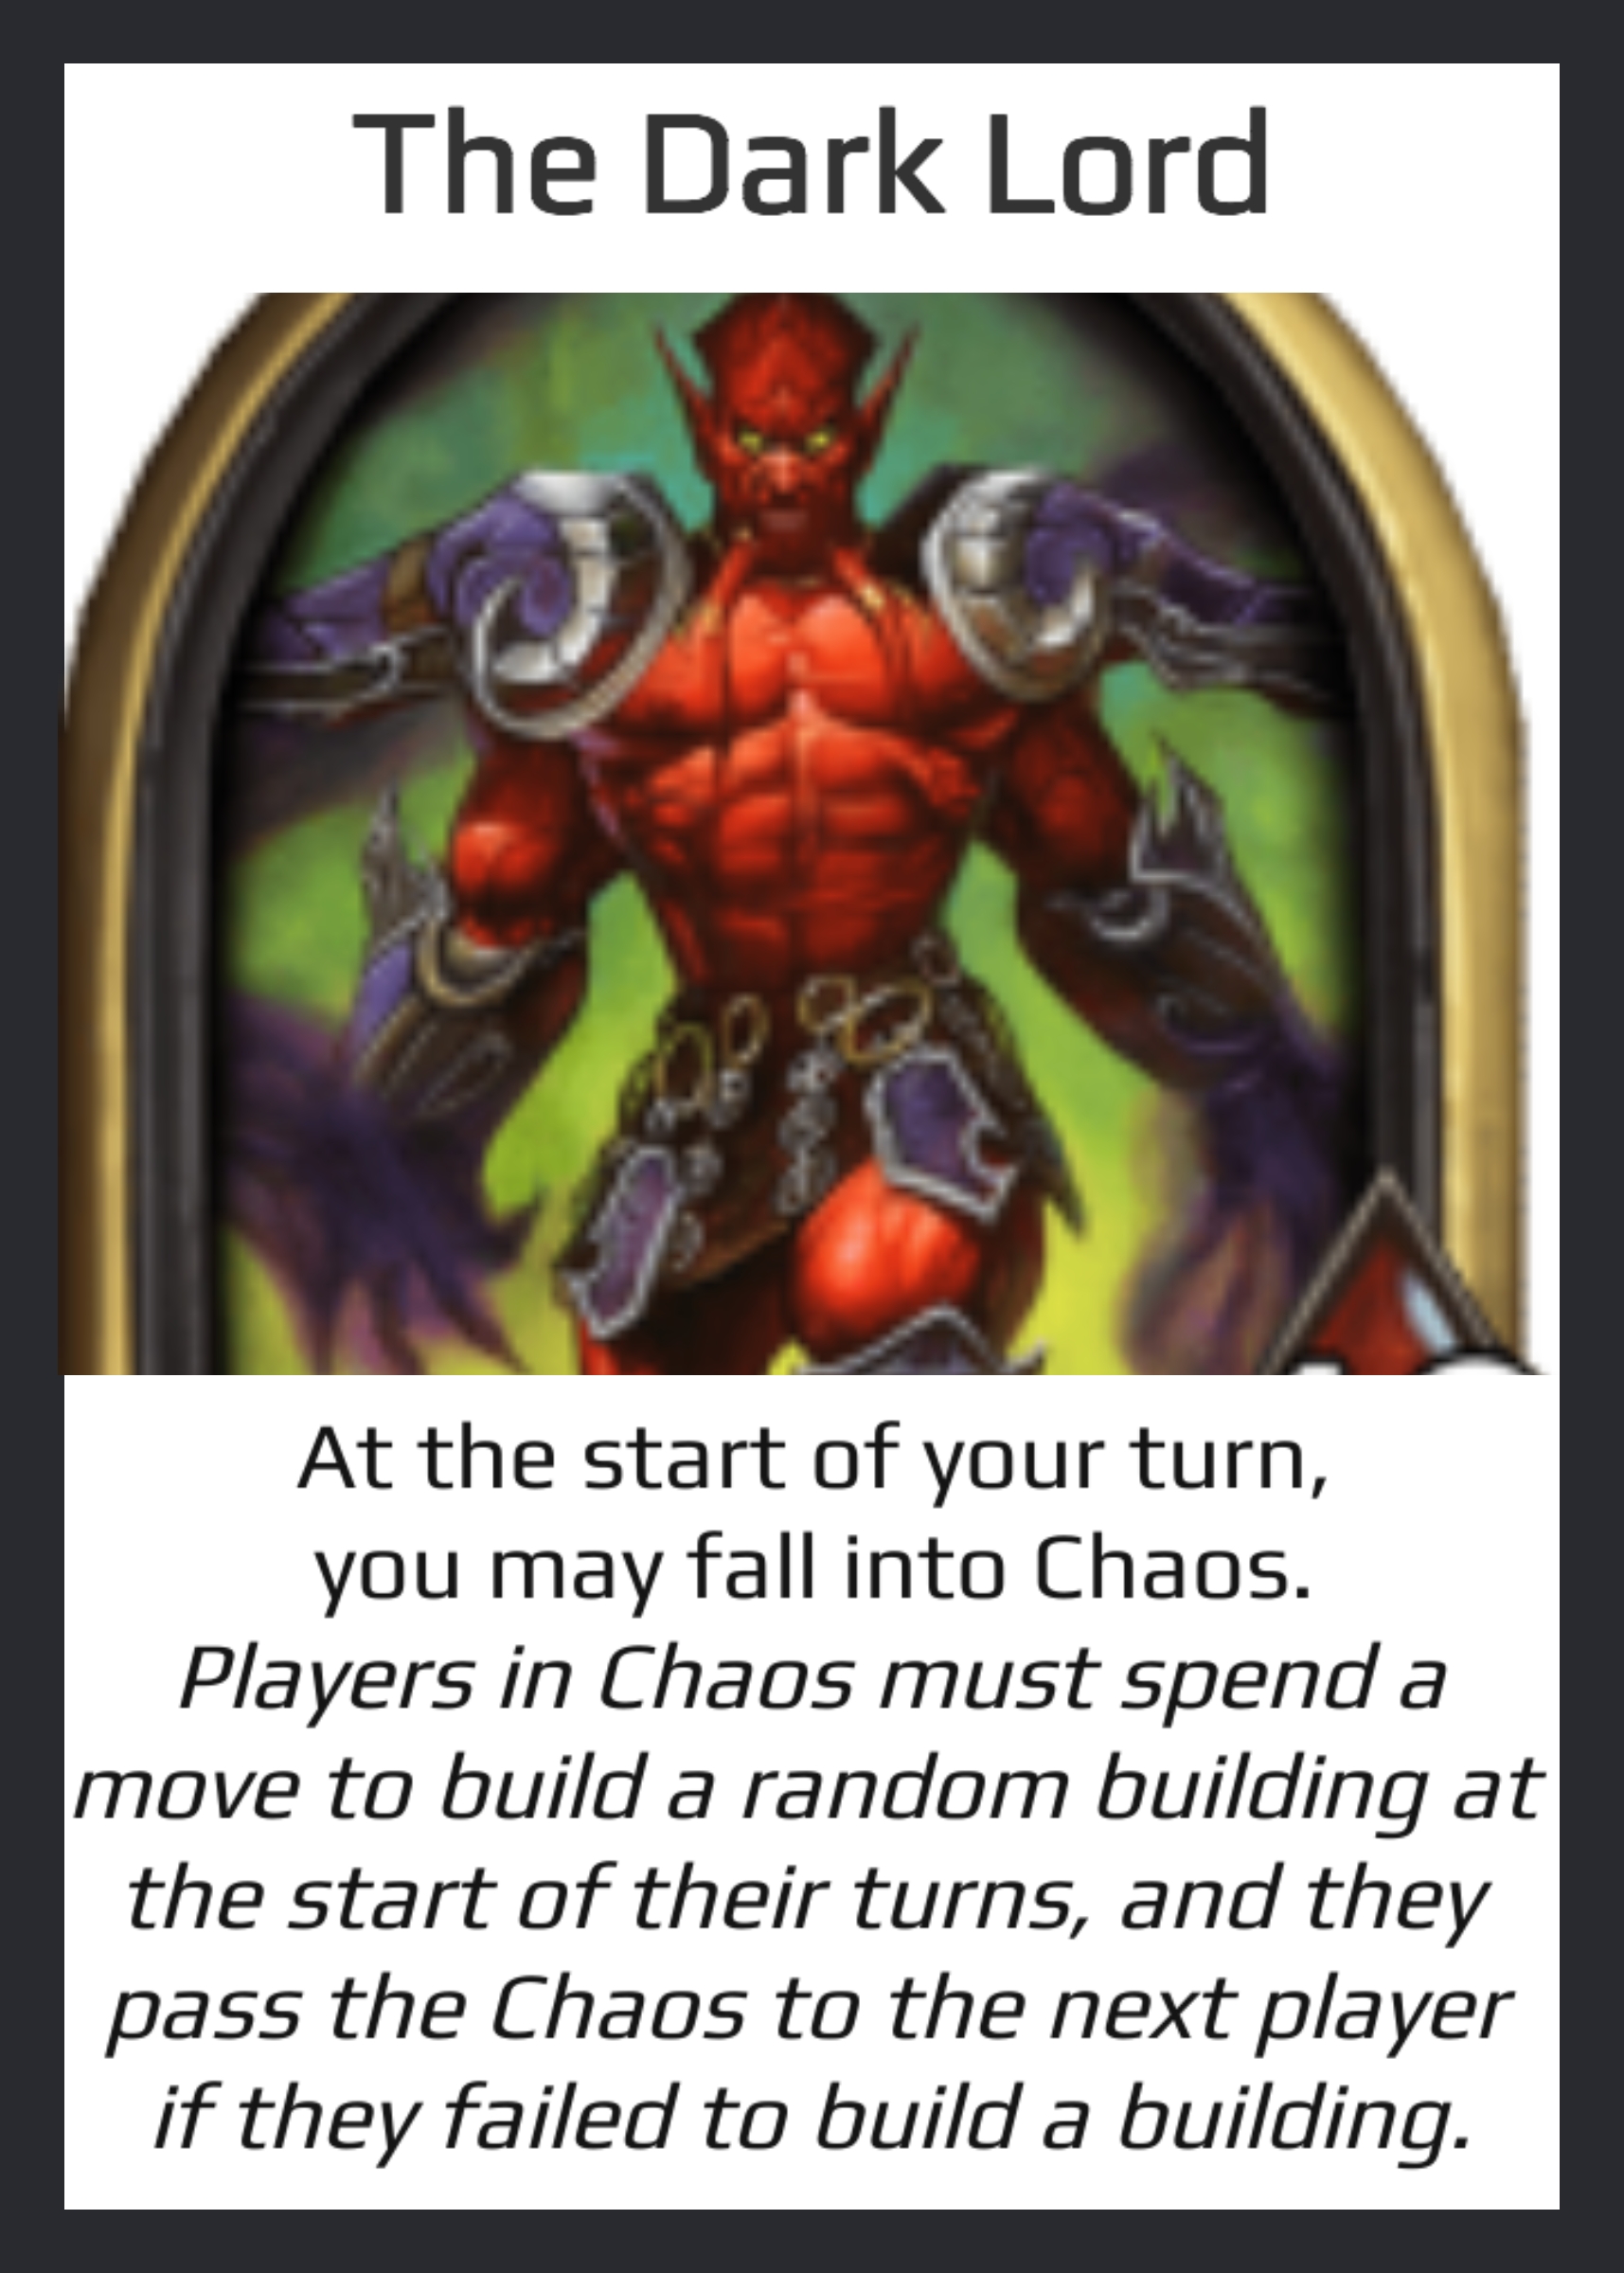 The Dark Lord
At the start of your turn,
you may fall into Chaos.
Players in Chaos must spend a
move to build a random building at
the start of their turns, and they
pass the Chaos to the next player
if they failed to build a building.